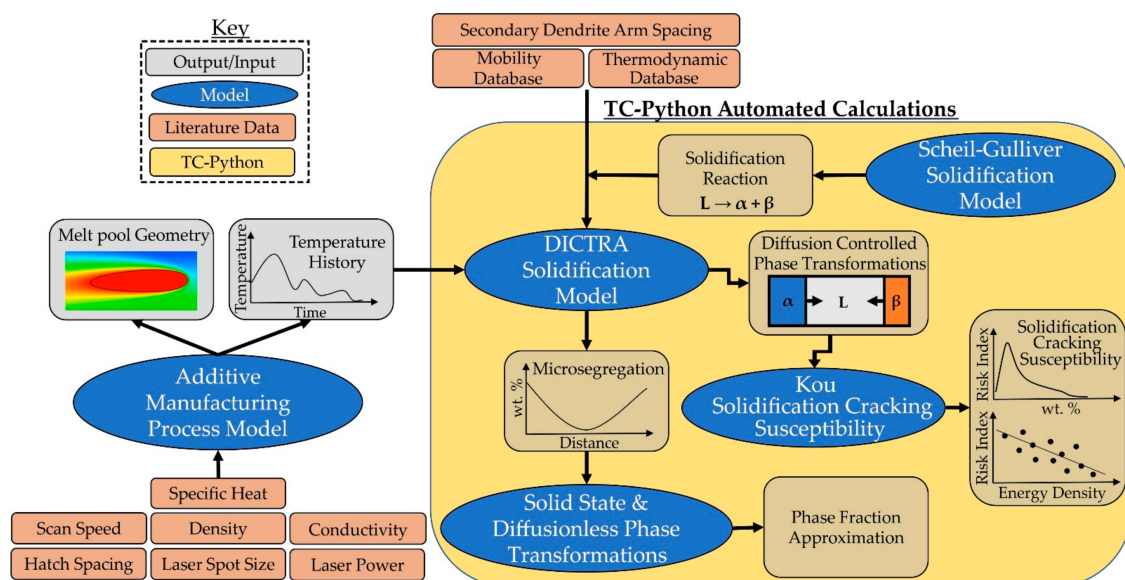 Key
Output/Input
Model
Literature Data
TC-Python
Secondary Dendrite Arm Spacing
Mobility
Database
Thermodynamic
Database
TC-Python Automated Calculations
Solidification
Reaction
L → α + β
Scheil-Gulliver
Solidification
Model
Melt pool Geometry
Temperature
History
Temperature
Time
DICTRA
Solidification
Model
Diffusion Controlled
Phase Transformations
α
L
β
Additive
Manufacturing
Process Model
Microsegregation
wt. %
Distance
Kou
Solidification Cracking
Susceptibility
Solidification
Cracking
Susceptibility
Risk Index
wt. %
Risk Index
Energy Density
Specific Heat
Scan Speed
Density
Conductivity
Hatch Spacing
Laser Spot Size
Laser Power
Solid State &
Diffusionless Phase
Transformations
Phase Fraction
Approximation